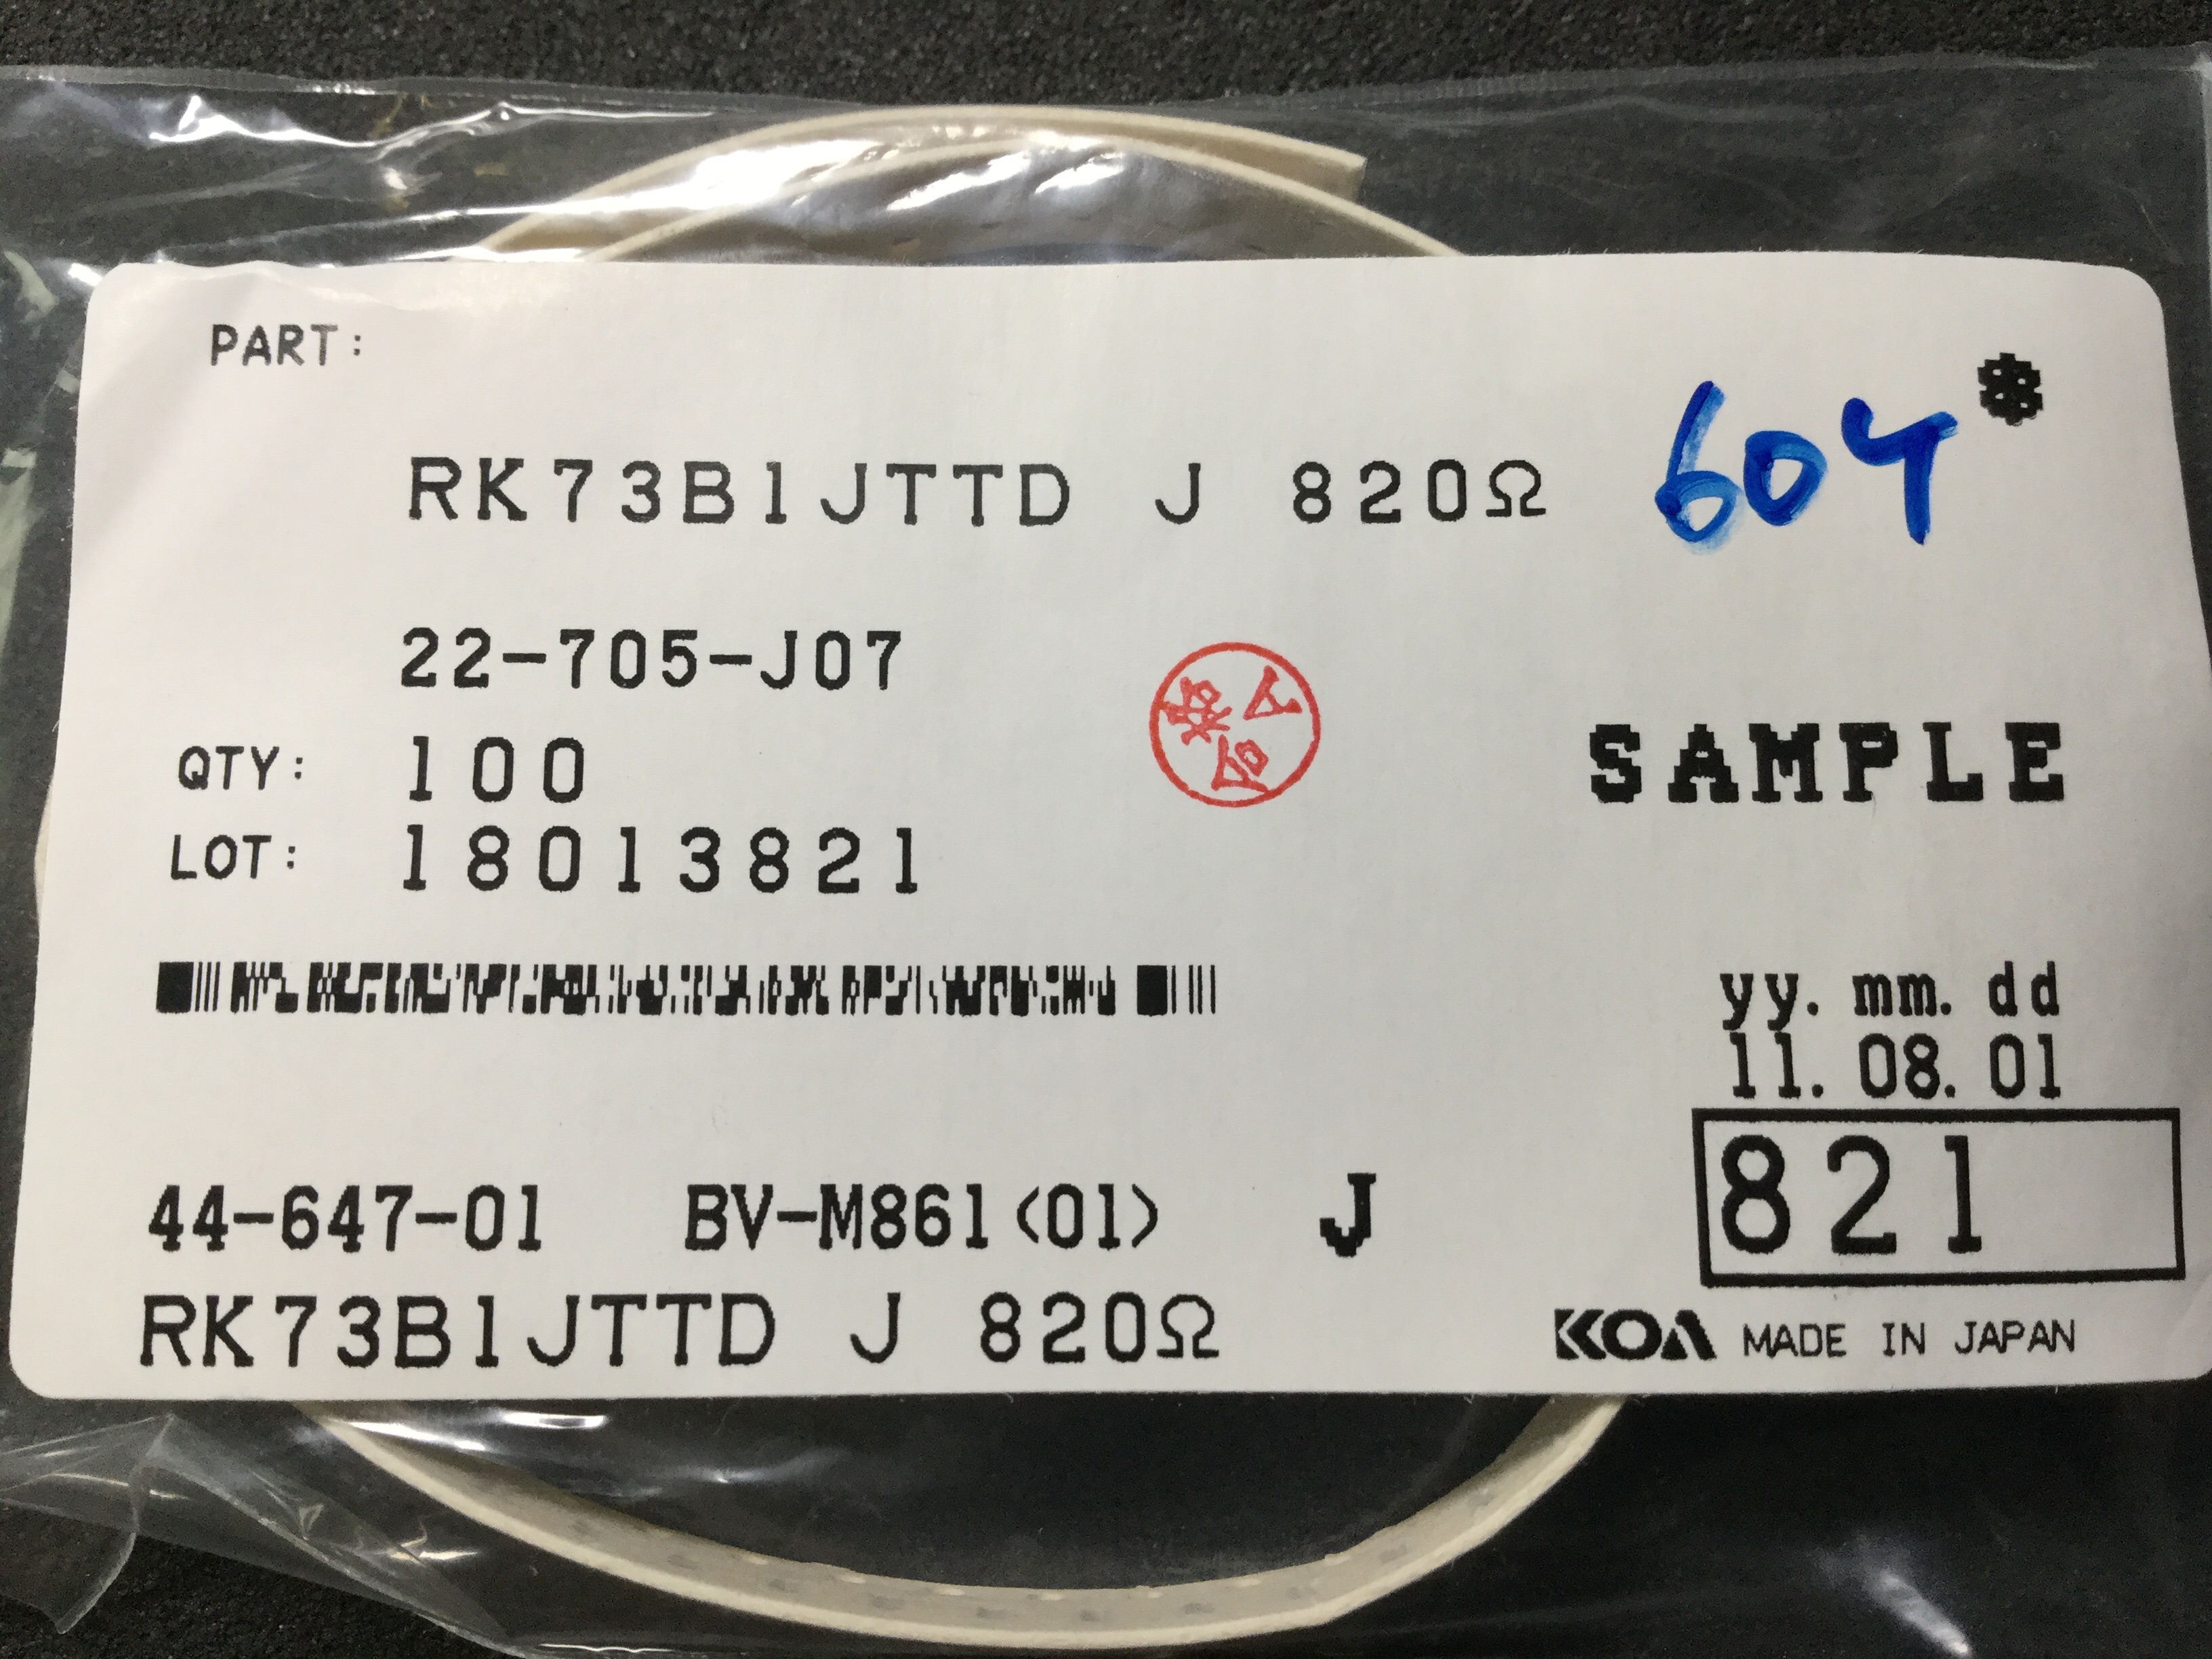 PART:
*
RK73B1JTTD J 820Ω
604
22-705-J07
QTY: 100
SAMPLE
LOT: 18013821
yy. mm. dd
11. 08. 01
821
44-647-01 BV-M861<01> J
RK73B1JTTD J 820Ω
KOA MADE IN JAPAN